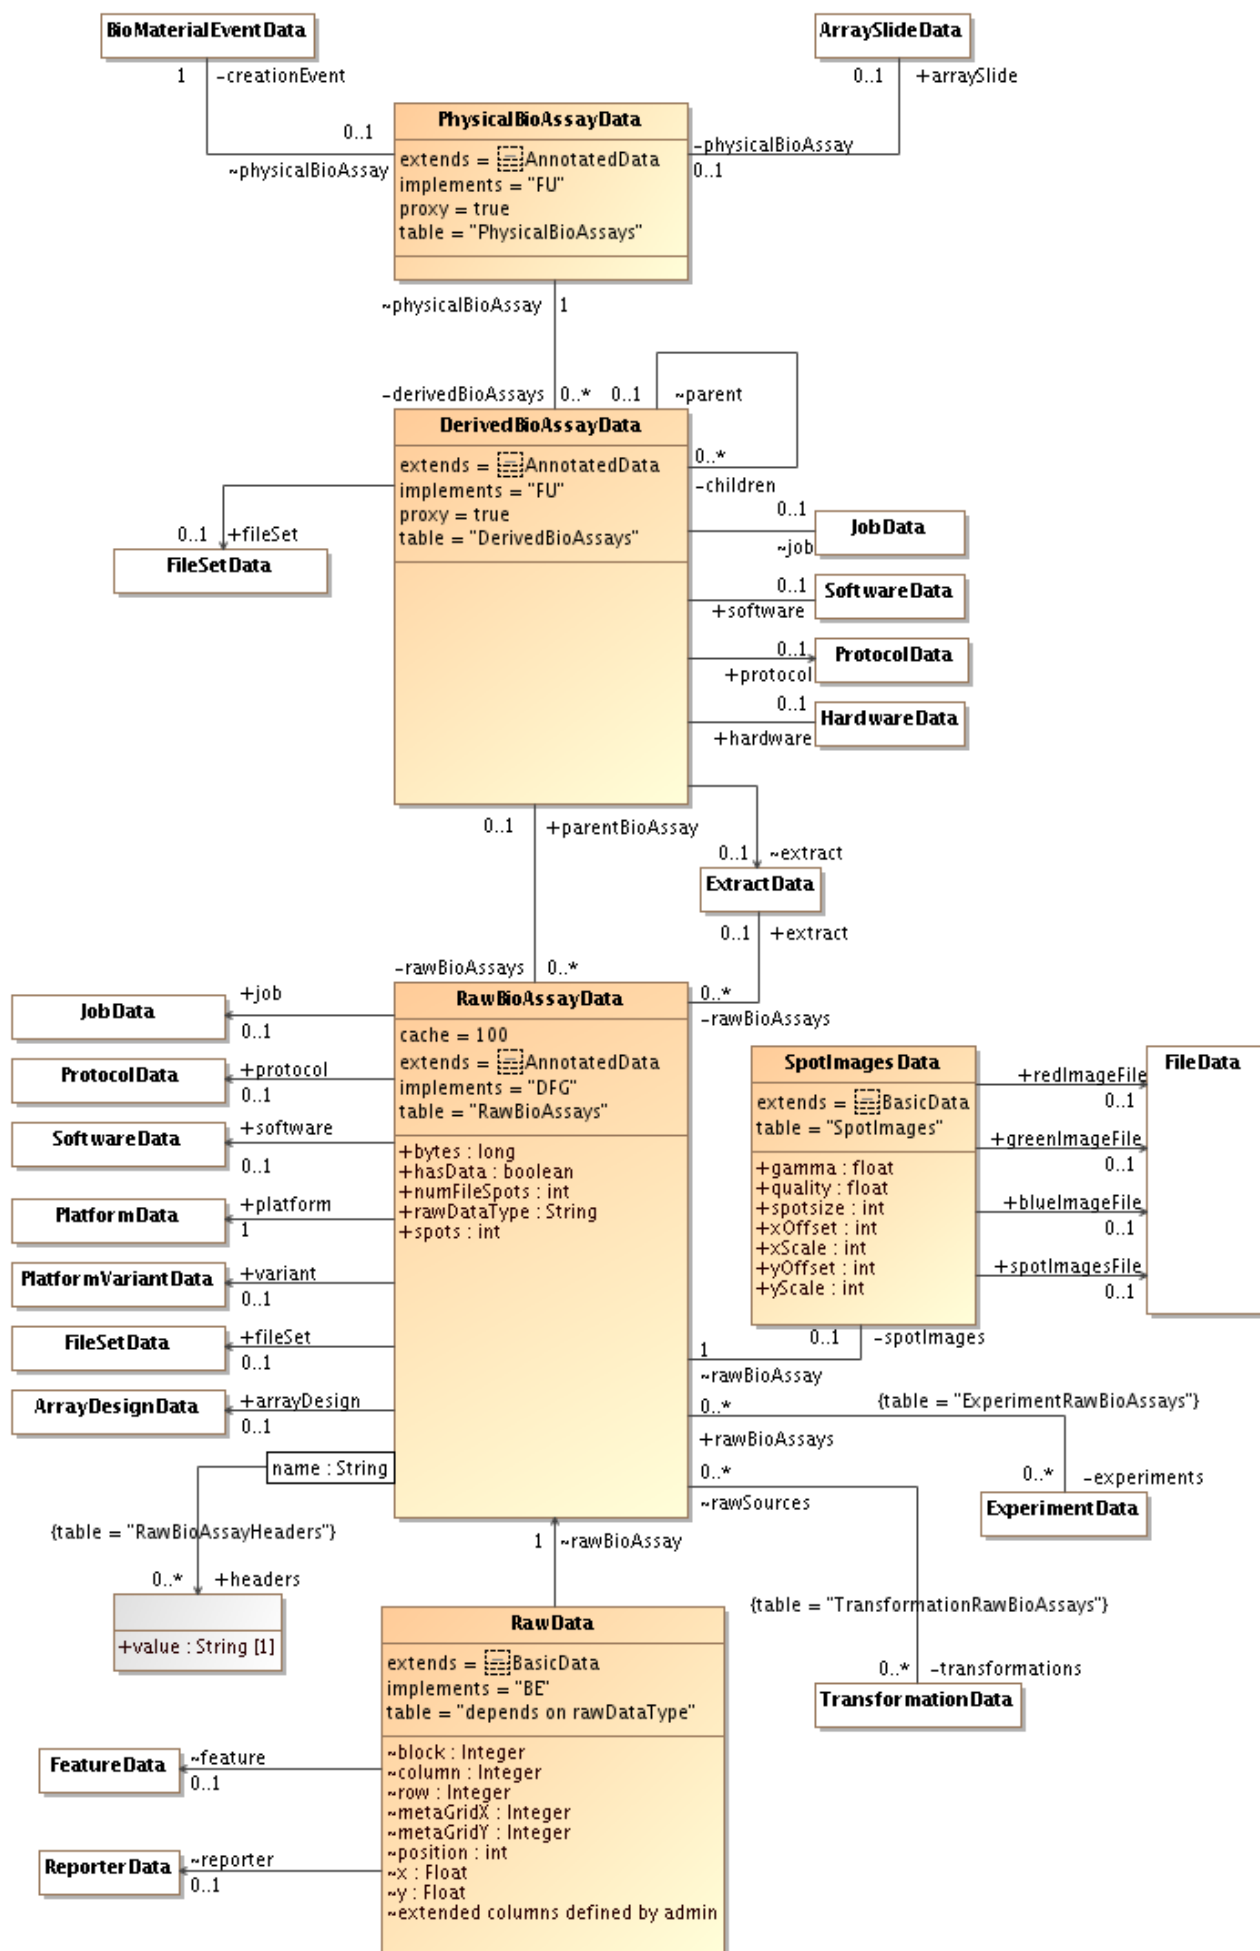 BioMaterialEventData
ArraySlideData
1 -creationEvent
0..1 +arraySlide
PhysicalBioAssayData
0..1
~physicalBioAssay
-physicalBioAssay
0..1
extends = AnnotatedData
implements = "FU"
proxy = true
table = "PhysicalBioAssays"
~physicalBioAssay 1
-derivedBioAssays 0..* 0..1 ~parent
DerivedBioAssayData
0..*
-children
extends = AnnotatedData
implements = "FU"
proxy = true
table = "DerivedBioAssays"
0..1 +fileSet
FileSetData
0..1
~job
JobData
0..1
+software
SoftwareData
0..1
+protocol
ProtocolData
0..1
+hardware
HardwareData
0..1 +parentBioAssay
0..1 ~extract
ExtractData
0..1 +extract
-rawBioAssays 0..*
0..*
-rawBioAssays
RawBioAssayData
cache = 100
extends = AnnotatedData
implements = "DFG"
table = "RawBioAssays"
+bytes : long
+hasData : boolean
+numFileSpots : int
+rawDataType : String
+spots : int
JobData
+job
0..1
ProtocolData
+protocol
0..1
SoftwareData
+software
0..1
PlatformData
+platform
1
PlatformVariantData
+variant
0..1
FileSetData
+fileSet
0..1
ArrayDesignData
+arrayDesign
0..1
name : String
{table = "RawBioAssayHeaders"}
0..* +headers
+value : String [1]
SpotImagesData
extends = BasicData
table = "SpotImages"
+gamma : float
+quality : float
+spotsize : int
+xOffset : int
+xScale : int
+yOffset : int
+yScale : int
FileData
+redImageFile
0..1
+greenImageFile
0..1
+blueImageFile
0..1
+spotImagesFile
0..1
0..1 -spotImages
1
~rawBioAssay
0..*
+rawBioAssays
{table = "ExperimentRawBioAssays"}
0..* -experiments
ExperimentData
0..*
~rawSources
{table = "TransformationRawBioAssays"}
0..* -transformations
TransformationData
1 ~rawBioAssay
RawData
extends = BasicData
implements = "BE"
table = "depends on rawDataType"
~block : Integer
~column : Integer
~row : Integer
~metaGridX : Integer
~metaGridY : Integer
~position : int
~x : Float
~y : Float
~extended columns defined by admin
FeatureData
~feature
0..1
ReporterData
~reporter
0..1